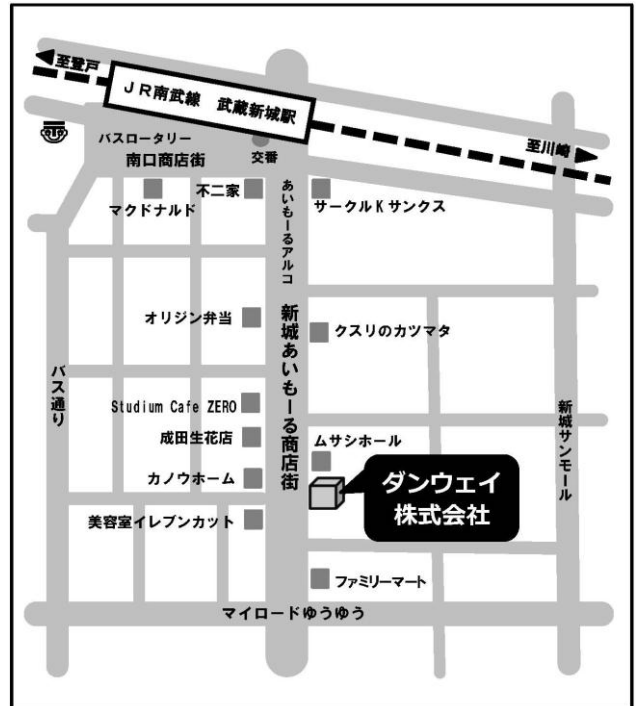 至登戸
JR南武線 武蔵新城駅
至川崎
バスロータリー
南口商店街
交番
マクドナルド
不二家
あいもーるアルコ
サークルKサンクス
オリジン弁当
新城あいもーる商店街
クスリのカツマタ
バス通り
Studium Cafe ZERO
成田生花店
ムサシホール
新城サンモール
カノウホーム
ダンウェイ
株式会社
美容室イレブンカット
ファミリーマート
マイロードゆうゆう